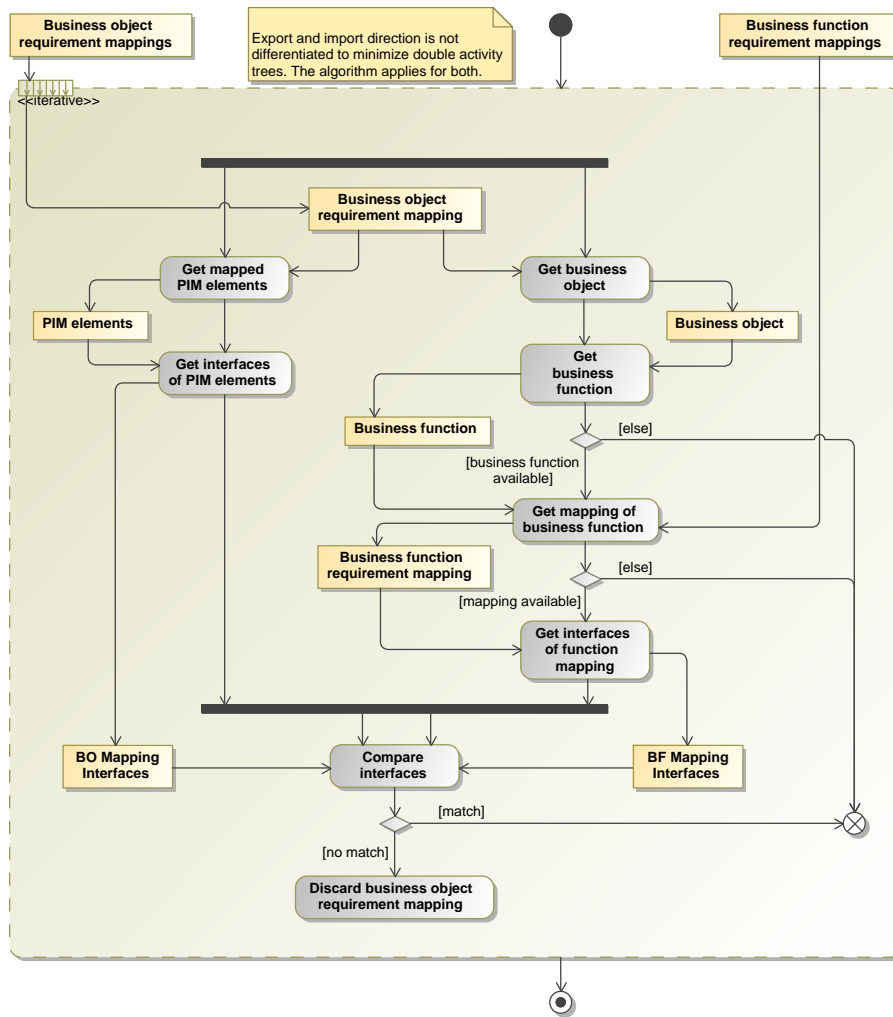 Business object
requirement mappings
Export and import direction is not
differentiated to minimize double activity
trees. The algorithm applies for both.
Business function
requirement mappings
<<iterative>>
Business object
requirement mapping
Get mapped
PIM elements
Get business
object
PIM elements
Business object
Get interfaces
of PIM elements
Get
business
function
Business function
[else]
[business function
available]
Get mapping of
business function
Business function
requirement mapping
[else]
[mapping available]
Get interfaces
of function
mapping
BO Mapping
Interfaces
Compare
interfaces
BF Mapping
Interfaces
[match]
[no match]
Discard business object
requirement mapping